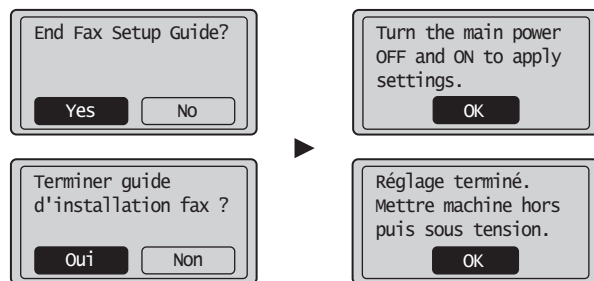 End Fax Setup Guide?
Yes No
Terminer guide
d'installation fax ?
Oui Non
Turn the main power
OFF and ON to apply
settings.
OK
Réglage terminé.
Mettre machine hors
puis sous tension.
OK